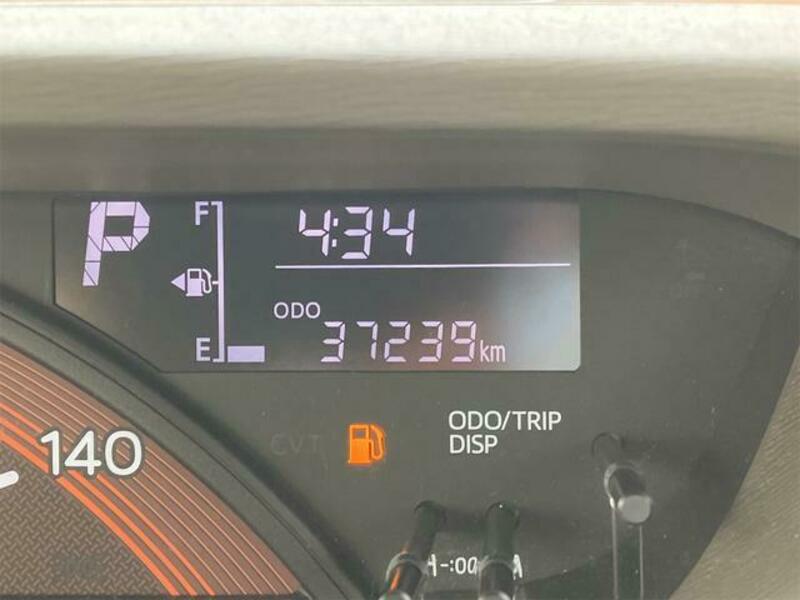 P
F
4:34
ODO
37239km
E
140
CVT
ODO/TRIP
DISP